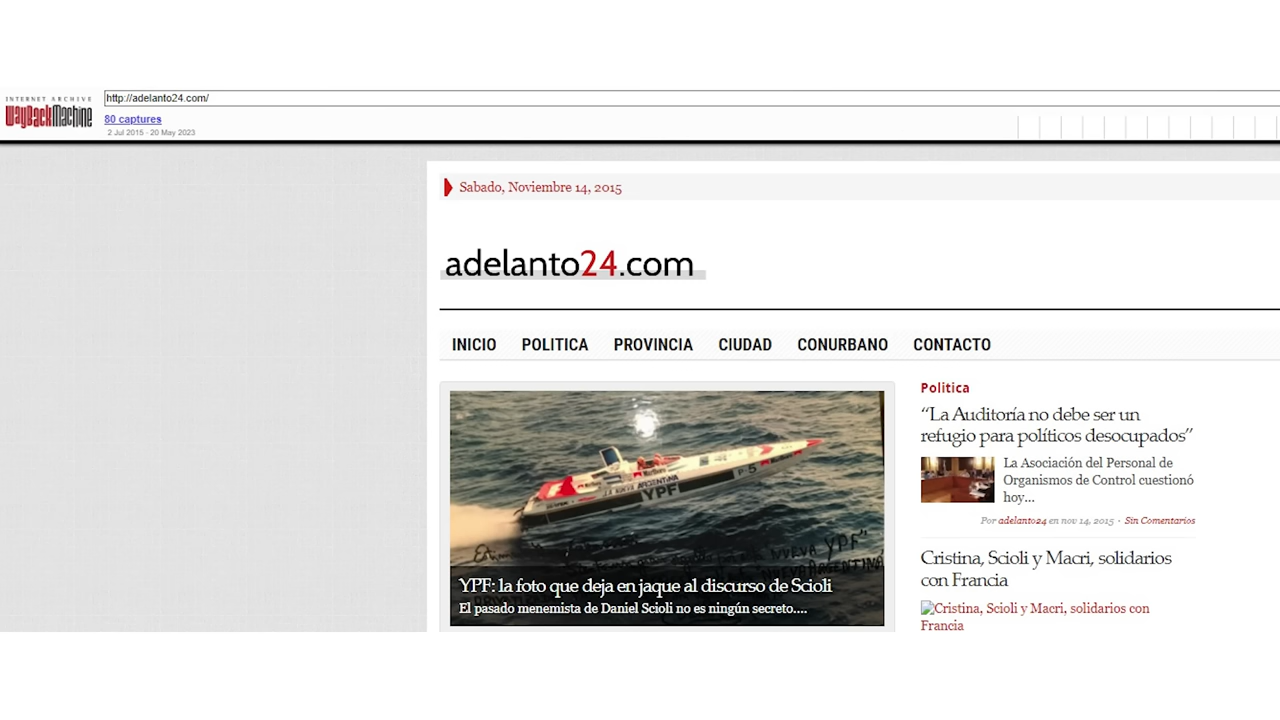 INTERNET ARCHIVE
WayBackMachine
http://adelanto24.com/
80 captures
2 Jul 2015 - 20 May 2023
Sabado, Noviembre 14, 2015
adelanto24.com
INICIO POLITICA PROVINCIA CIUDAD CONURBANO CONTACTO
YPF
P-5
NUEVA YPF"
YPF: la foto que deja en jaque al discurso de Scioli
El pasado menemista de Daniel Scioli no es ningún secreto....
Politica
“La Auditoría no debe ser un
refugio para políticos desocupados”
La Asociación del Personal de
Organismos de Control cuestionó
hoy...
Por adelanto24 en nov 14, 2015 · Sin Comentarios
Cristina, Scioli y Macri, solidarios
con Francia
Cristina, Scioli y Macri, solidarios con
Francia